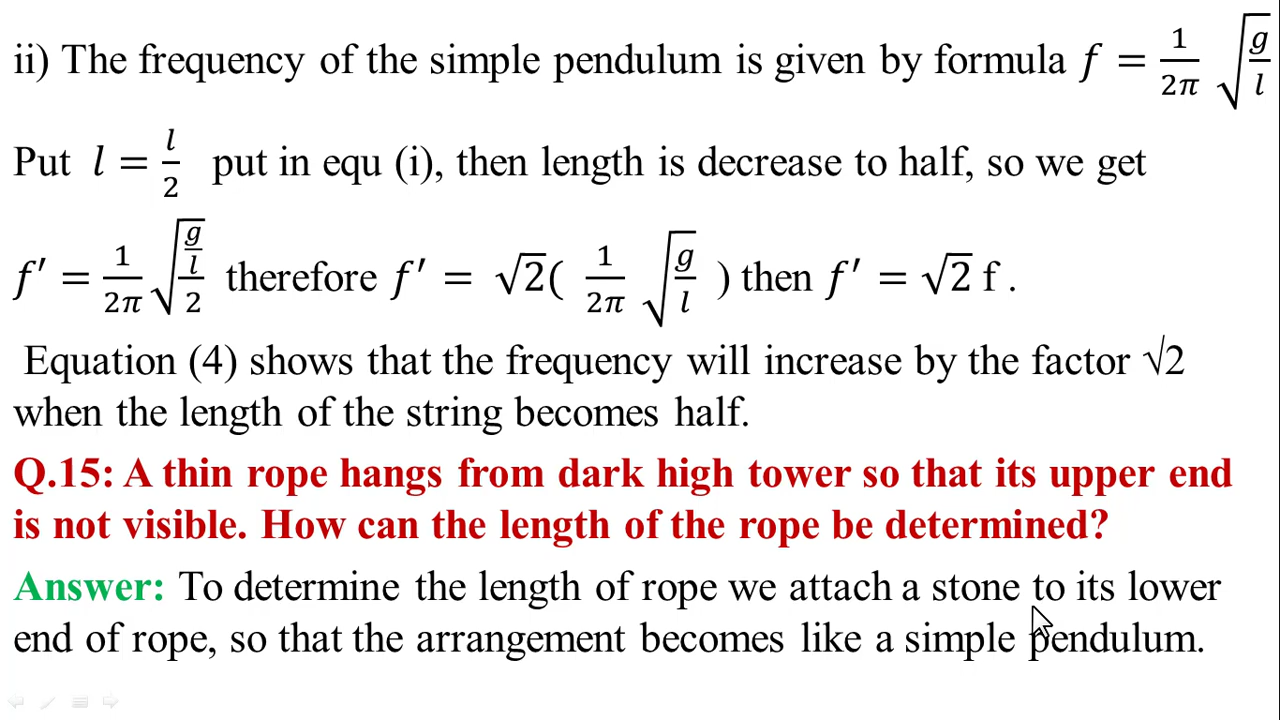 ii) The frequency of the simple pendulum is given by formula f = 1/2π √(g/l)
Put l = l/2 put in equ (i), then length is decrease to half, so we get
f′ = 1/2π √(g/l/2) therefore f′ = √2( 1/2π √(g/l) ) then f′ = √2 f .
Equation (4) shows that the frequency will increase by the factor √2
when the length of the string becomes half.
Q.15: A thin rope hangs from dark high tower so that its upper end
is not visible. How can the length of the rope be determined?
Answer: To determine the length of rope we attach a stone to its lower
end of rope, so that the arrangement becomes like a simple pendulum.